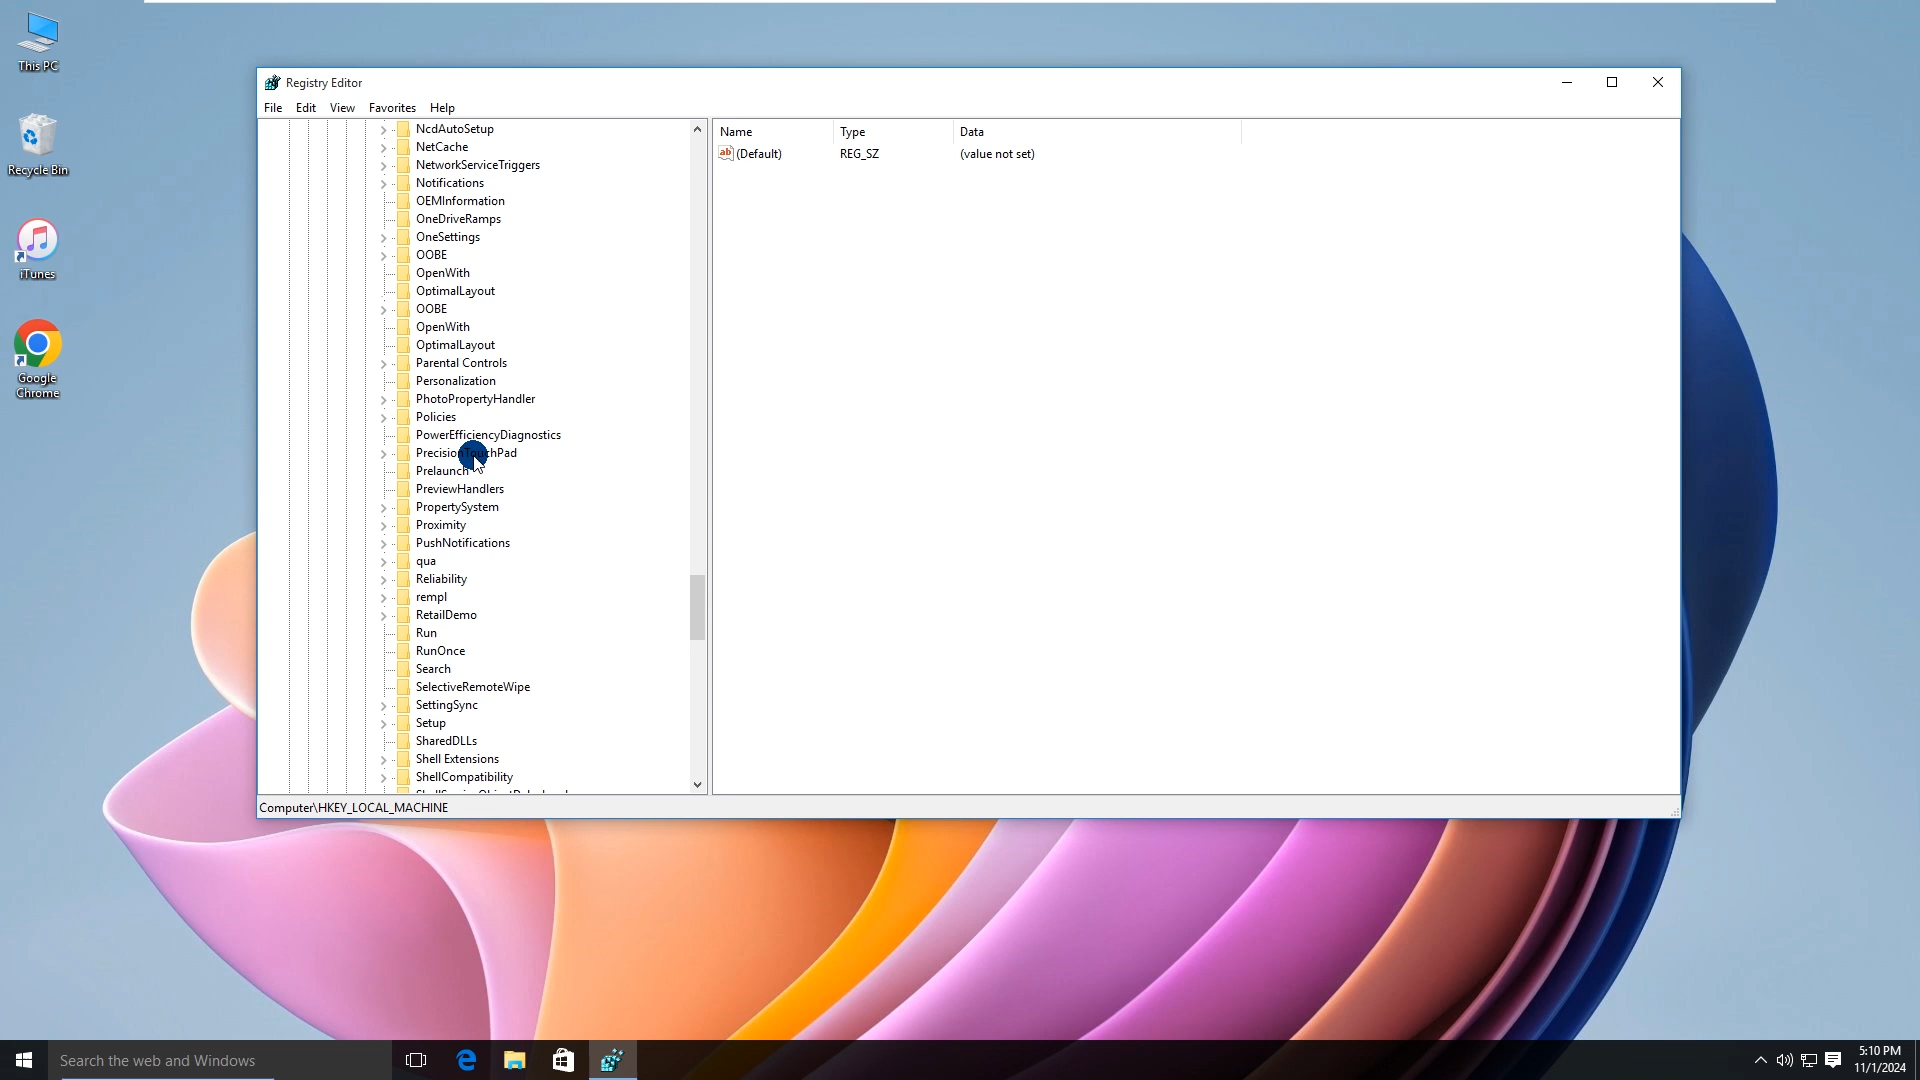 This PC
Recycle Bin
iTunes
Google
Chrome
Registry Editor
File Edit View Favorites Help
NcdAutoSetup
NetCache
NetworkServiceTriggers
Notifications
OEMInformation
OneDriveRamps
OneSettings
OOBE
OpenWith
OptimalLayout
OOBE
OpenWith
OptimalLayout
Parental Controls
Personalization
PhotoPropertyHandler
Policies
PowerEfficiencyDiagnostics
PrecisionTouchPad
Prelaunch
PreviewHandlers
PropertySystem
Proximity
PushNotifications
qua
Reliability
rempl
RetailDemo
Run
RunOnce
Search
SelectiveRemoteWipe
SettingSync
Setup
SharedDLLs
Shell Extensions
ShellCompatibility
Name Type Data
ab (Default) REG_SZ (value not set)
Computer\HKEY_LOCAL_MACHINE
Search the web and Windows
5:10 PM
11/1/2024